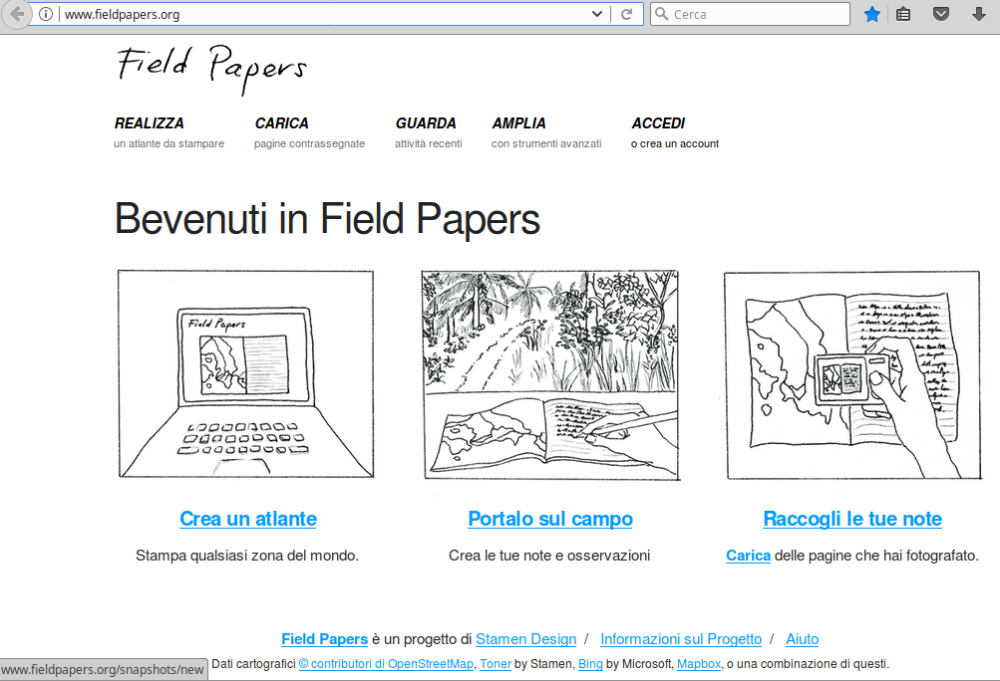 www.fieldpapers.org
Cerca
Field Papers
REALIZZA CARICA GUARDA AMPLIA ACCEDI
un atlante da stampare pagine contrassegnate attività recenti con strumenti avanzati o crea un account
Bevenuti in Field Papers
Field Papers
Crea un atlante Portalo sul campo Raccogli le tue note
Stampa qualsiasi zona del mondo. Crea le tue note e osservazioni Carica delle pagine che hai fotografato.
Field Papers è un progetto di Stamen Design / Informazioni sul Progetto / Aiuto
www.fieldpapers.org/snapshots/new Dati cartografici © contributori di OpenStreetMap, Toner by Stamen, Bing by Microsoft, Mapbox, o una combinazione di questi.